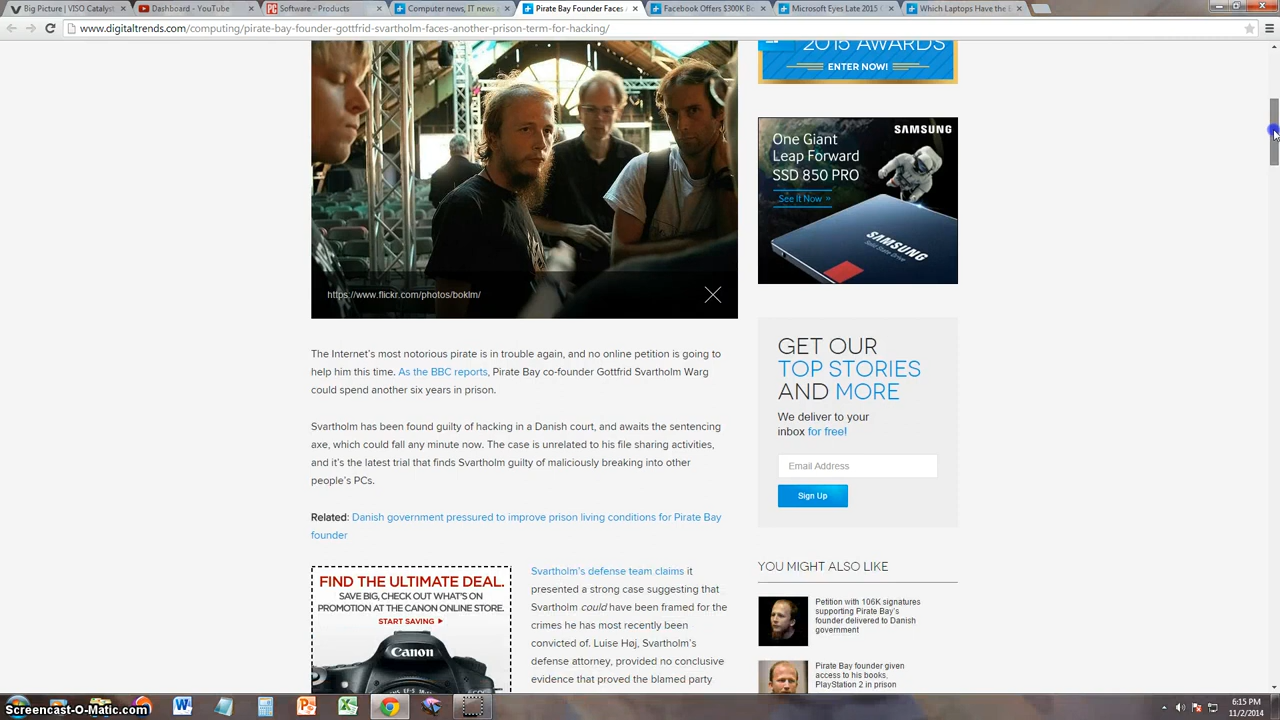 Big Picture | VISO Catalyst
Dashboard - YouTube
Software - Products
Computer news, IT news
Pirate Bay Founder Faces
Facebook Offers $300K Bo
Microsoft Eyes Late 2015
Which Laptops Have the B
www.digitaltrends.com/computing/pirate-bay-founder-gottfrid-svartholm-faces-another-prison-term-for-hacking/
2015 AWARDS
ENTER NOW!
SAMSUNG
One Giant
Leap Forward
SSD 850 PRO
See It Now »
SAMSUNG
Solid State Drive
https://www.flickr.com/photos/boklm/
The Internet's most notorious pirate is in trouble again, and no online petition is going to
help him this time. As the BBC reports, Pirate Bay co-founder Gottfrid Svartholm Warg
could spend another six years in prison.
Svartholm has been found guilty of hacking in a Danish court, and awaits the sentencing
axe, which could fall any minute now. The case is unrelated to his file sharing activities,
and it's the latest trial that finds Svartholm guilty of maliciously breaking into other
people's PCs.
Related: Danish government pressured to improve prison living conditions for Pirate Bay
founder
FIND THE ULTIMATE DEAL.
SAVE BIG, CHECK OUT WHAT'S ON
PROMOTION AT THE CANON ONLINE STORE.
START SAVING
Canon
Svartholm's defense team claims it
presented a strong case suggesting that
Svartholm could have been framed for the
crimes he has most recently been
convicted of. Luise Høj, Svartholm's
defense attorney, provided no conclusive
evidence that proved the blamed party
GET OUR
TOP STORIES
AND MORE
We deliver to your
inbox for free!
Email Address
Sign Up
YOU MIGHT ALSO LIKE
Petition with 106K signatures
supporting Pirate Bay's
founder delivered to Danish
government
Pirate Bay founder given
access to his books,
PlayStation 2 in prison
Screencast-O-Matic.com
6:15 PM
11/2/2014